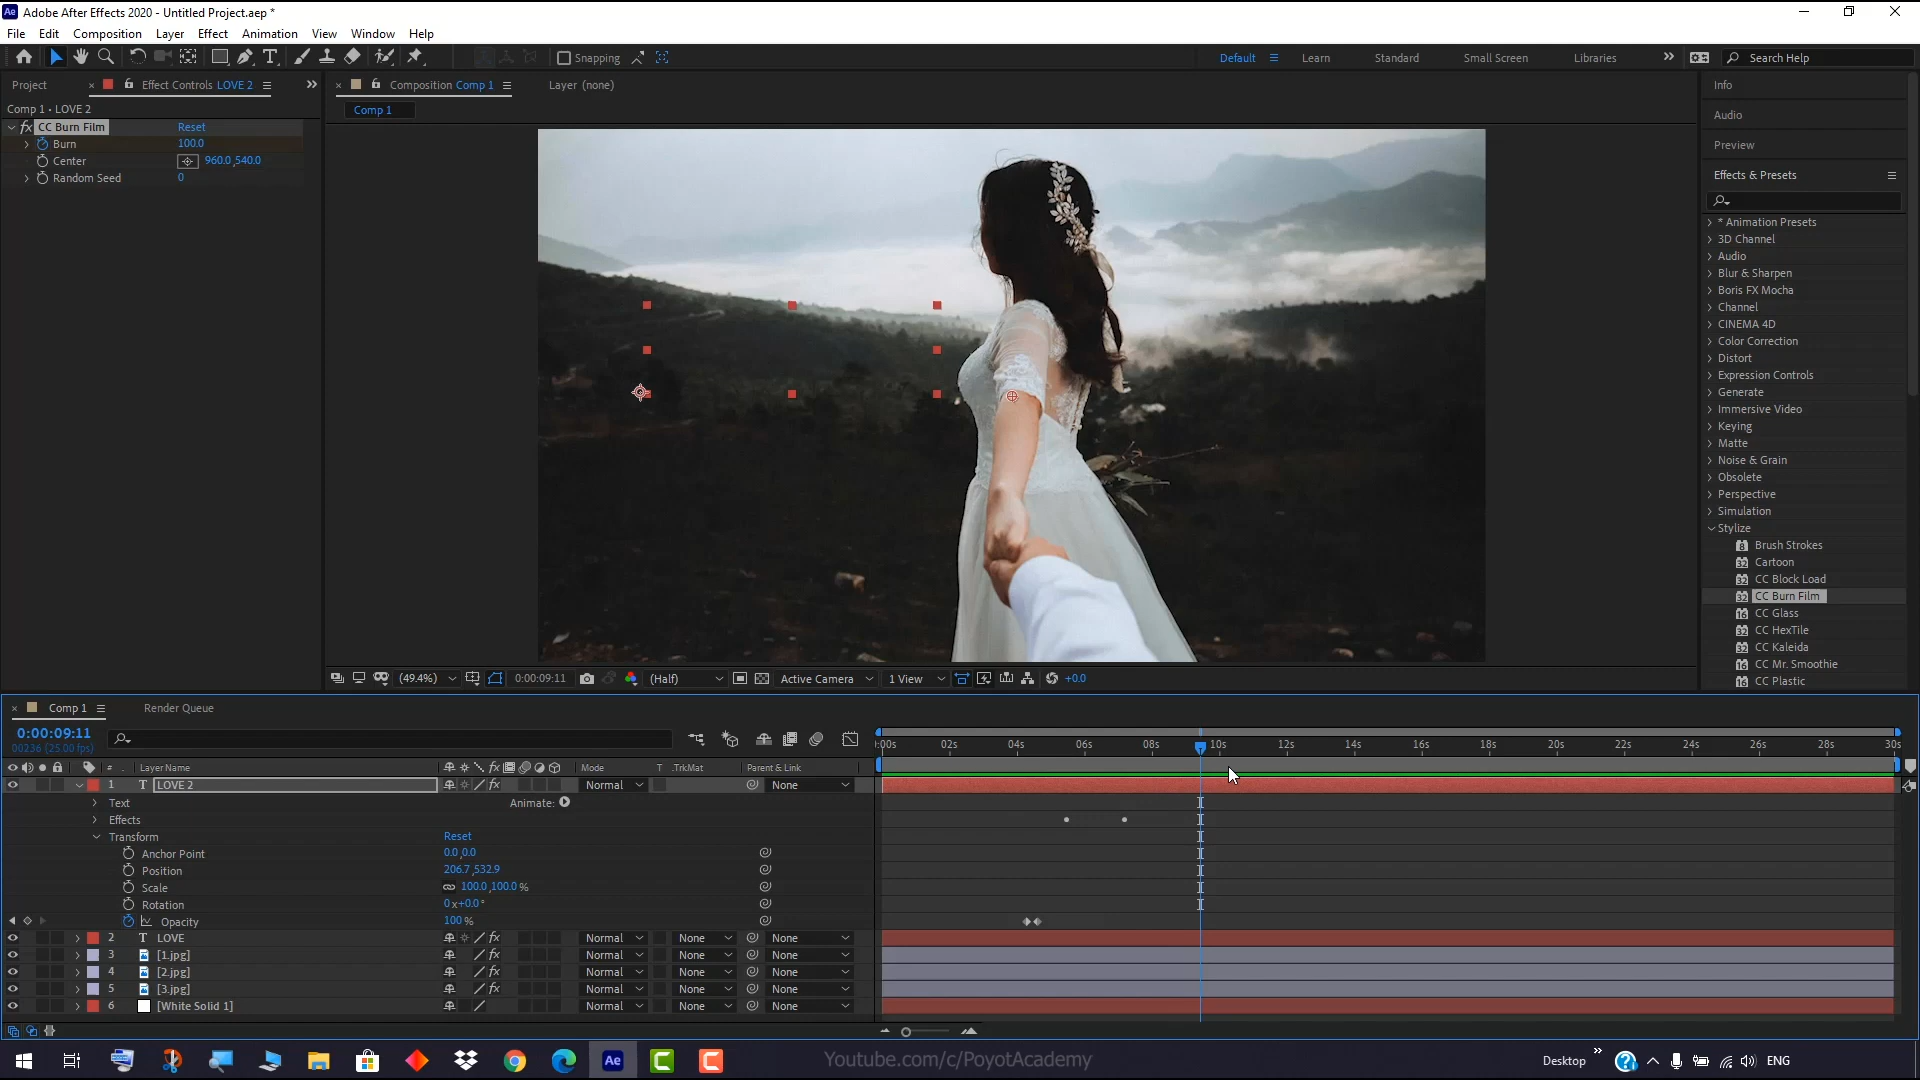 Adobe After Effects 2020 - Untitled Project.aep *
File Edit Composition Layer Effect Animation View Window Help
Snapping Default Learn Standard Small Screen Libraries Search Help
Project Effect Controls LOVE 2
Composition Comp 1 Layer (none)
Info
Comp 1 • LOVE 2
Comp 1
Audio
fx CC Burn Film Reset
Burn 100.0
Preview
Center 960.0,540.0
Random Seed 0
Effects & Presets
* Animation Presets
3D Channel
Audio
Blur & Sharpen
Boris FX Mocha
Channel
CINEMA 4D
Color Correction
Distort
Expression Controls
Generate
Immersive Video
Keying
Matte
Noise & Grain
Obsolete
Perspective
Simulation
Stylize
Brush Strokes
Cartoon
CC Block Load
CC Burn Film
CC Glass
CC HexTile
CC Kaleida
CC Mr. Smoothie
CC Plastic
(49.4%) 0:00:09:11 (Half) Active Camera 1 View +0.0
Comp 1 Render Queue
0:00:09:11
00236 (25.00 fps)
:00s 02s 04s 06s 08s 10s 12s 14s 16s 18s 20s 22s 24s 26s 28s 30s
# Layer Name fx Mode T .TrkMat Parent & Link
1 T LOVE 2 fx Normal None
Text Animate:
Effects
Transform Reset
Anchor Point 0.0,0.0
Position 206.7,532.9
Scale 100.0,100.0 %
Rotation 0x+0.0°
Opacity 100 %
2 T LOVE fx Normal None None
3 [1.jpg] fx Normal None None
4 [2.jpg] fx Normal None None
5 [3.jpg] fx Normal None None
6 [White Solid 1] Normal None None
Ae Youtube.com/c/PoyotAcademy Desktop ENG